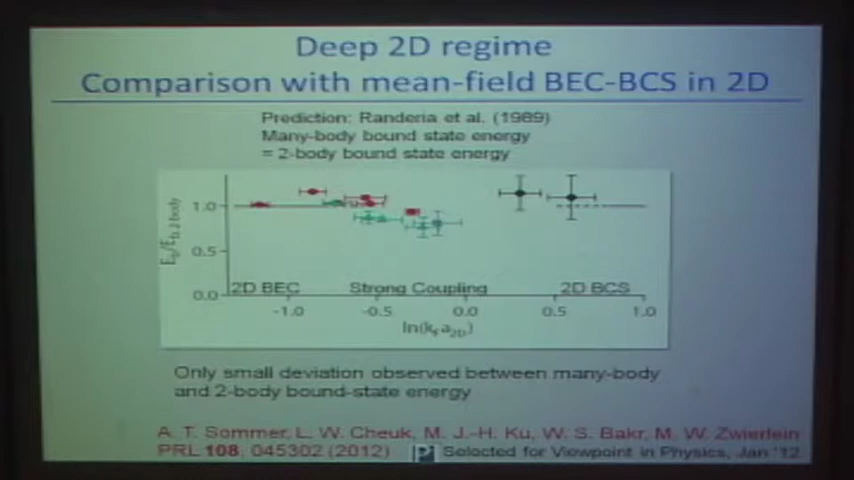 Deep 2D regime
Comparison with mean-field BEC-BCS in 2D
Prediction: Randeria et al. (1989)
Many-body bound state energy
= 2-body bound state energy
1.0
0.5
0.0
2D BEC Strong Coupling 2D BCS
-1.0 -0.5 0.0 0.5 1.0
ln(kFa2D)
Only small deviation observed between many-body
and 2-body bound-state energy
A. T. Sommer, L. W. Cheuk, M. J.-H. Ku, W. S. Bakr, M. W. Zwierlein
PRL 108, 045302 (2012) Selected for Viewpoint in Physics, Jan '12